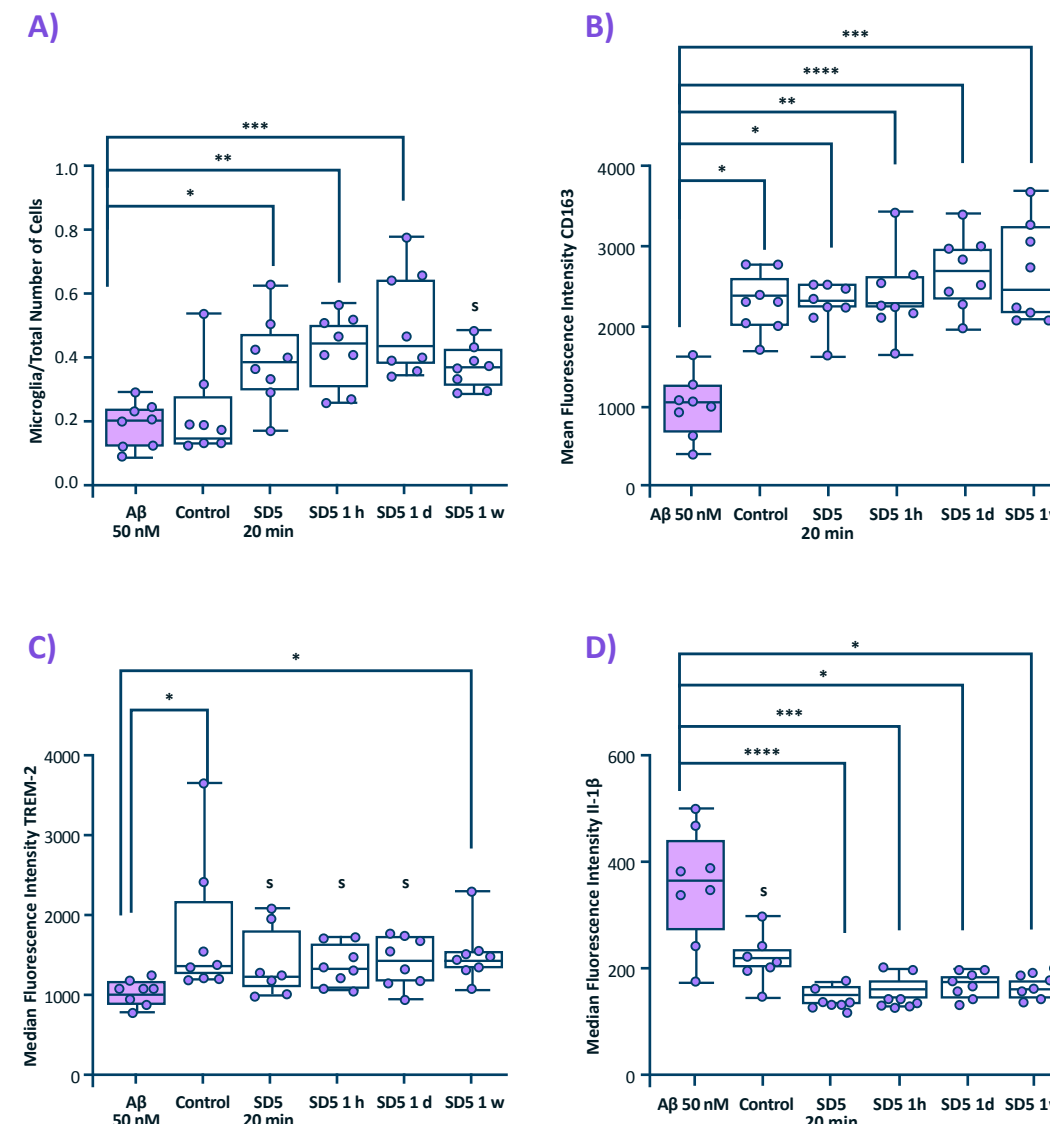 A)
***
**
*
1.0
0.8
0.6
0.4
0.2
0.0
Microglia/Total Number of Cells
s
Aβ Control SD5 SD5 1 h SD5 1 d SD5 1 w
50 nM 20 min
B)
***
****
**
*
*
4000
3000
2000
1000
0
Mean Fluorescence Intensity CD163
Aβ 50 nM Control SD5 SD5 1h SD5 1d SD5
20 min
C)
*
*
4000
3000
2000
1000
0
Median Fluorescence Intensity TREM-2
s s s
Aβ Control SD5 SD5 1 h SD5 1 d SD5 1 w
50 nM 20 min
D)
*
*
***
****
600
400
200
0
Median Fluorescence Intensity Il-1β
s
Aβ 50 nM Control SD5 SD5 1h SD5 1d SD5
20 min